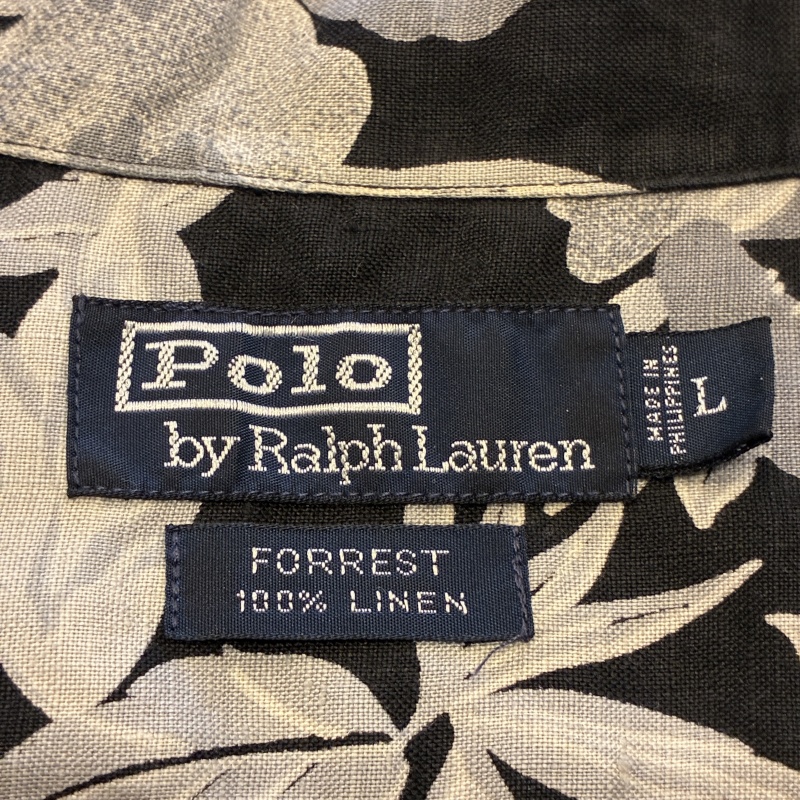 Polo
by Ralph Lauren
MADE IN
PHILIPPINES
L
FORREST
100% LINEN